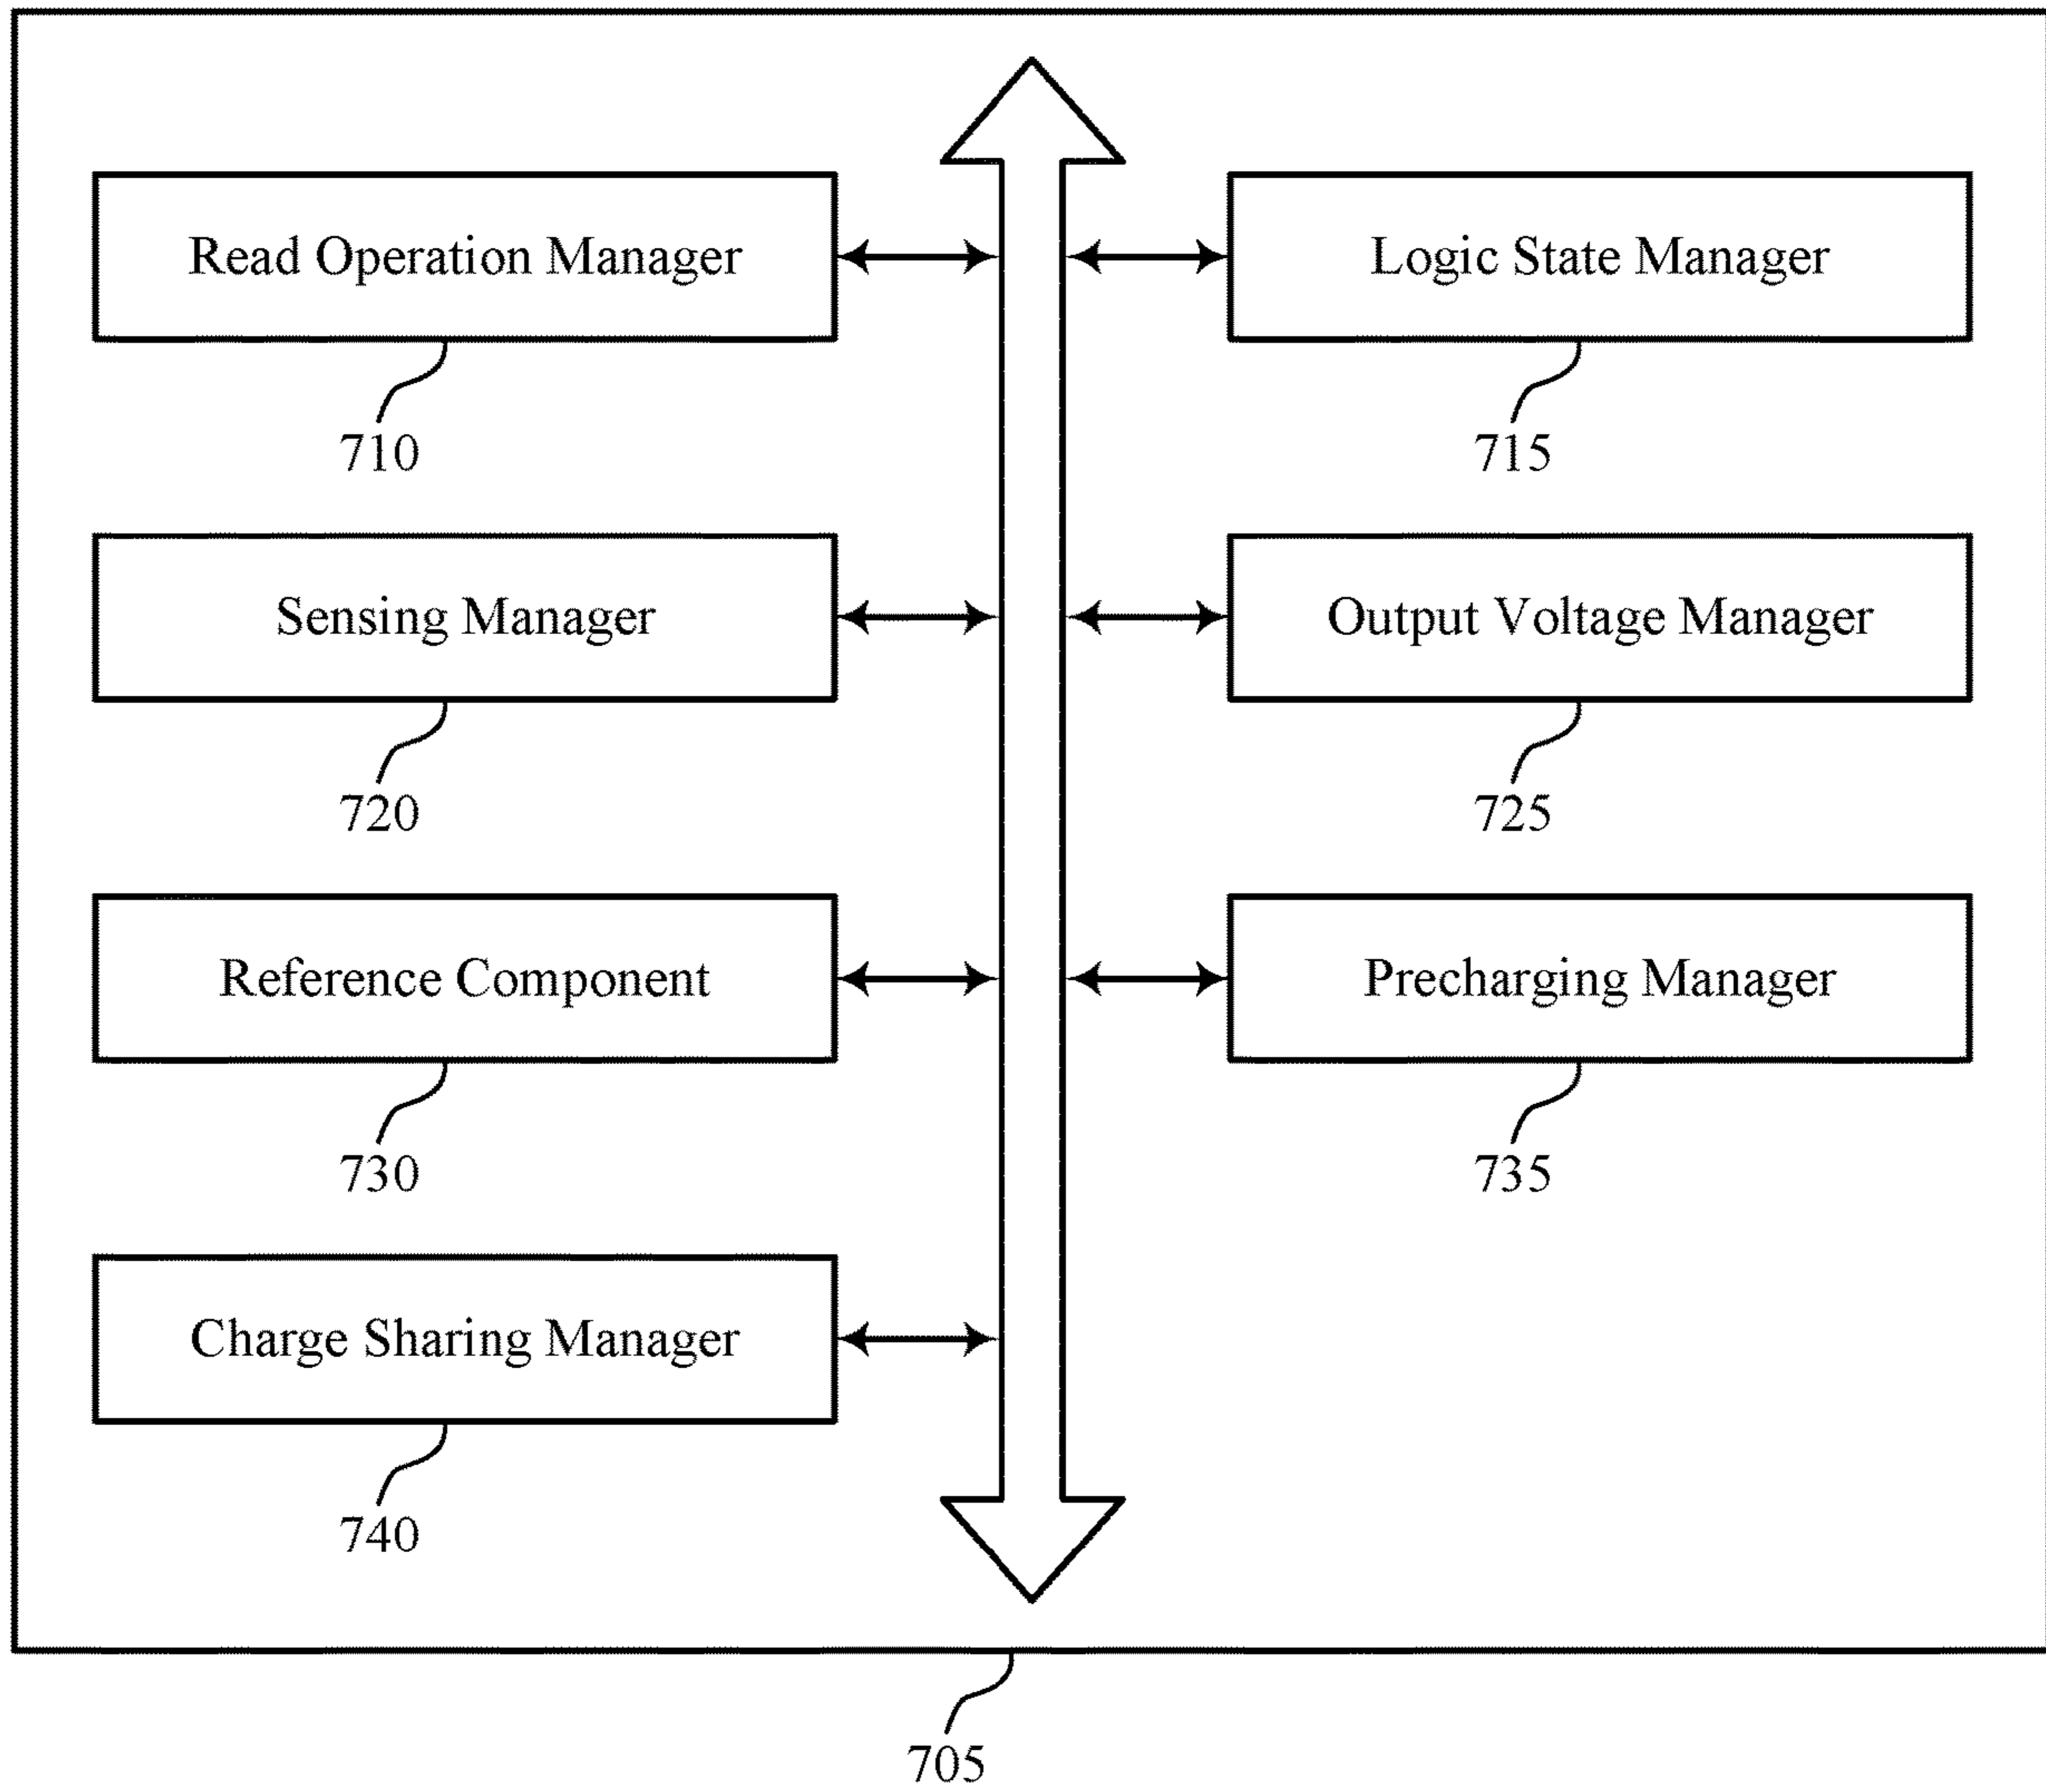 Read Operation Manager
Logic State Manager
710
715
Sensing Manager
Output Voltage Manager
720
725
Reference Component
Precharging Manager
730
735
Charge Sharing Manager
740
705